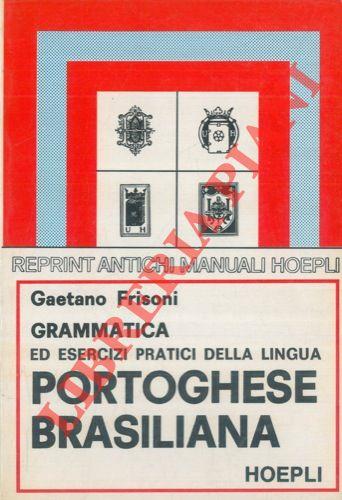 U H
U H
REPRINT ANTICHI MANUALI HOEPLI
Gaetano Frisoni
GRAMMATICA
ED ESERCIZI PRATICI DELLA LINGUA
PORTOGHESE
BRASILIANA
HOEPLI
LIBRERIA PIANI